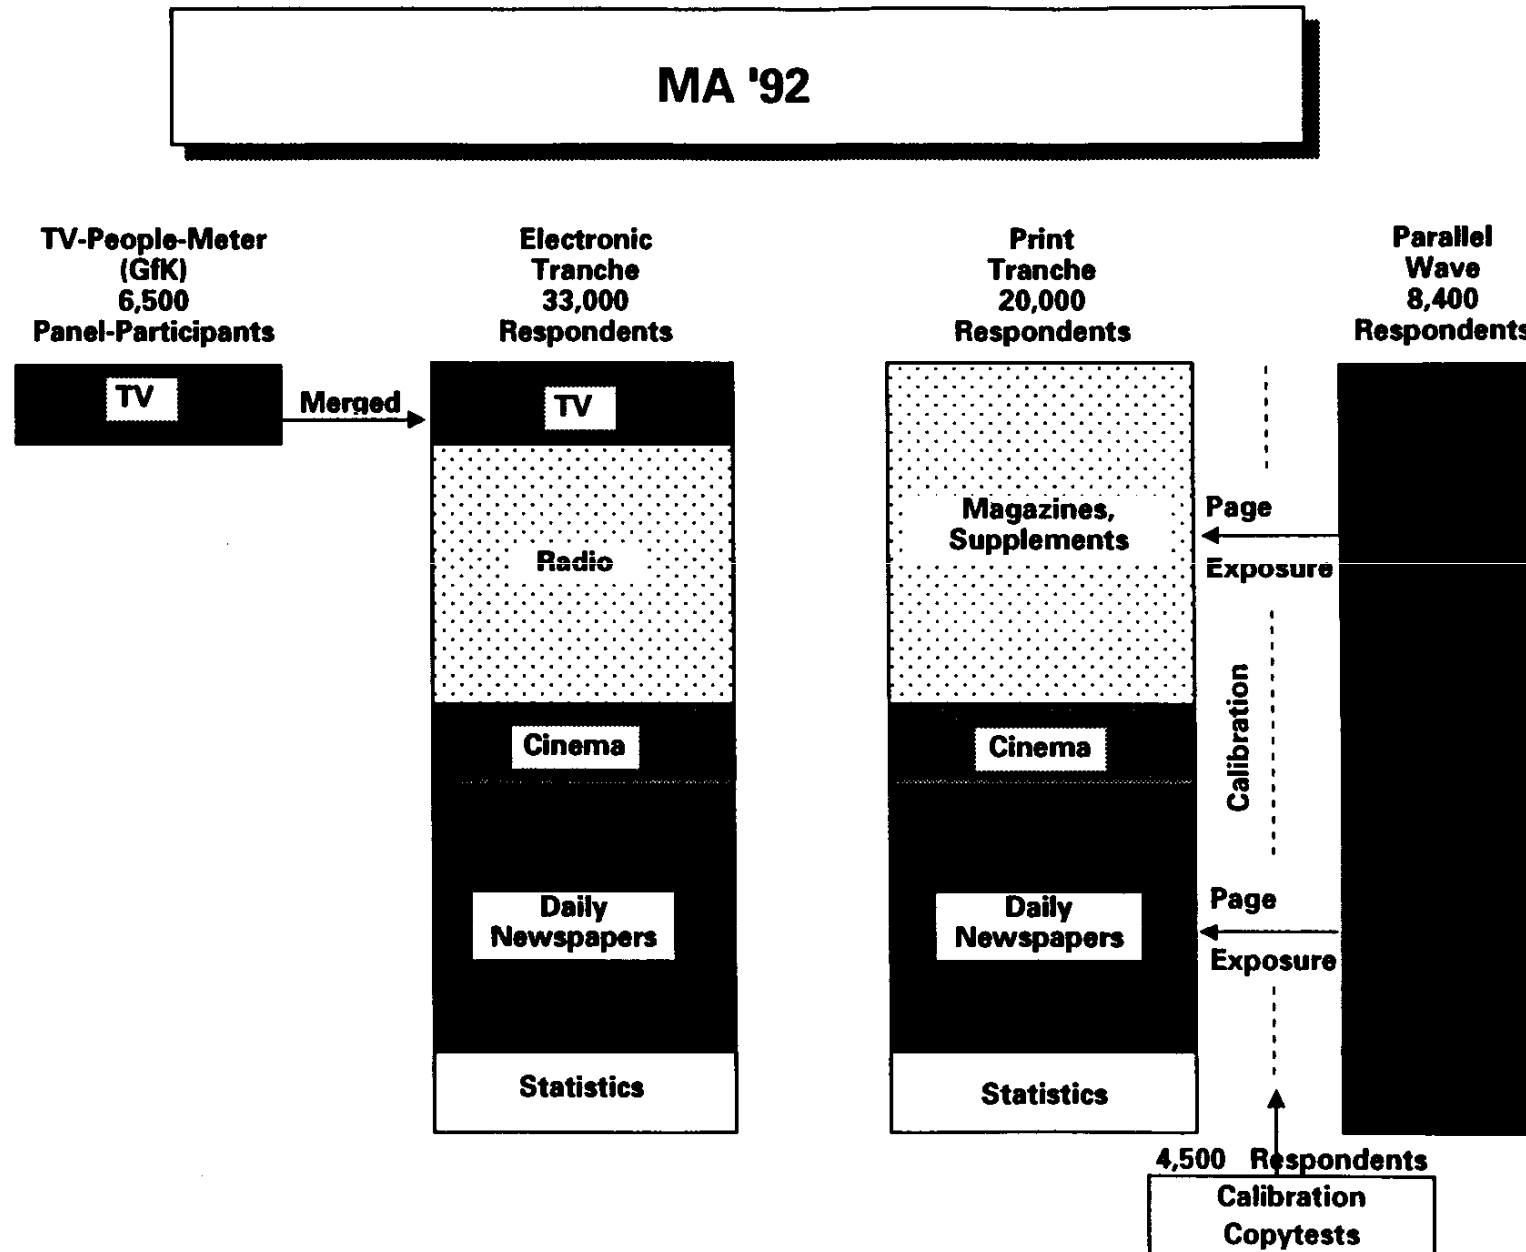 MA '92
TV-People-Meter
(GfK)
6,500
Panel-Participants
Electronic
Tranche
33,000
Respondents
Print
Tranche
20,000
Respondents
Parallel
Wave
8,400
Respondents
TV
Merged
TV
Radio
Cinema
Daily
Newspapers
Statistics
Magazines,
Supplements
Cinema
Daily
Newspapers
Statistics
Page
Exposure
Calibration
Page
Exposure
4,500 Respondents
Calibration
Copytests